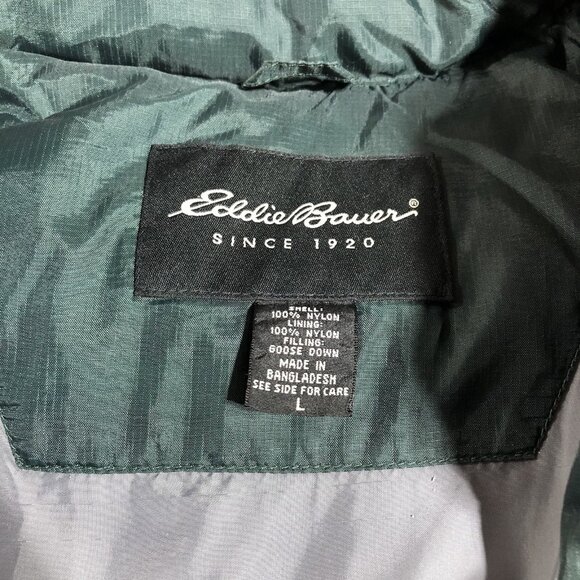 Eddie Bauer®
SINCE 1920
SHELL:
100% NYLON
LINING:
100% NYLON
FILLING:
GOOSE DOWN
MADE IN
BANGLADESH
SEE SIDE FOR CARE
L